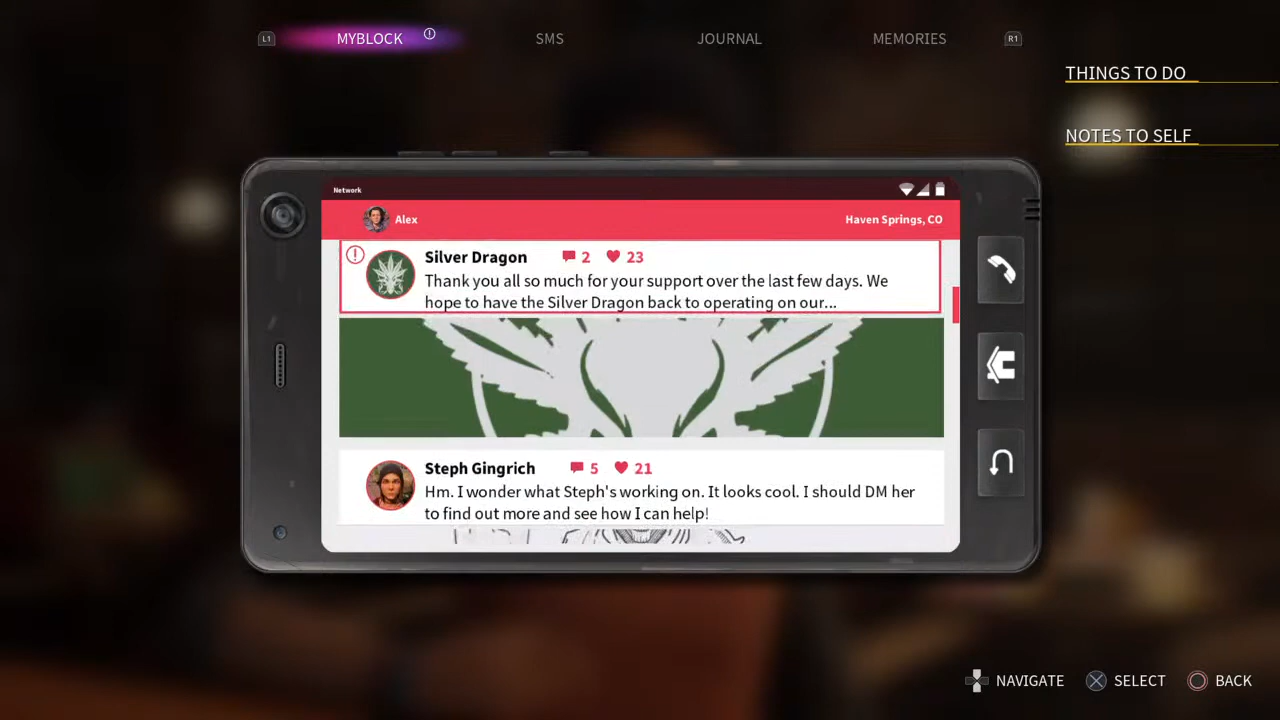 L1
MYBLOCK
SMS
JOURNAL
MEMORIES
R1
THINGS TO DO
NOTES TO SELF
Network
Alex
Haven Springs, CO
Silver Dragon 2 23
Thank you all so much for your support over the last few days. We
hope to have the Silver Dragon back to operating on our...
Steph Gingrich 5 21
Hm. I wonder what Steph's working on. It looks cool. I should DM her
to find out more and see how I can help!
NAVIGATE
SELECT
BACK